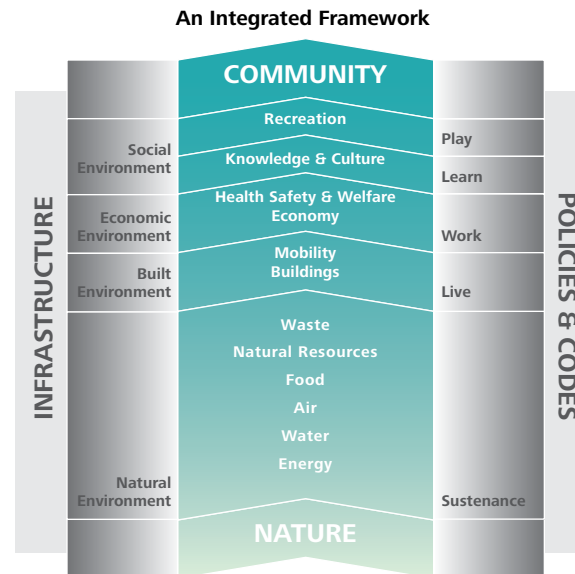 An Integrated Framework
COMMUNITY
Recreation
Play
Social
Environment
Knowledge & Culture
Learn
Health Safety & Welfare
Economy
Economic
Environment
Work
Mobility
Buildings
Built
Environment
Live
Waste
Natural Resources
Food
Air
Water
Energy
Natural
Environment
Sustenance
NATURE
INFRASTRUCTURE
POLICIES & CODES